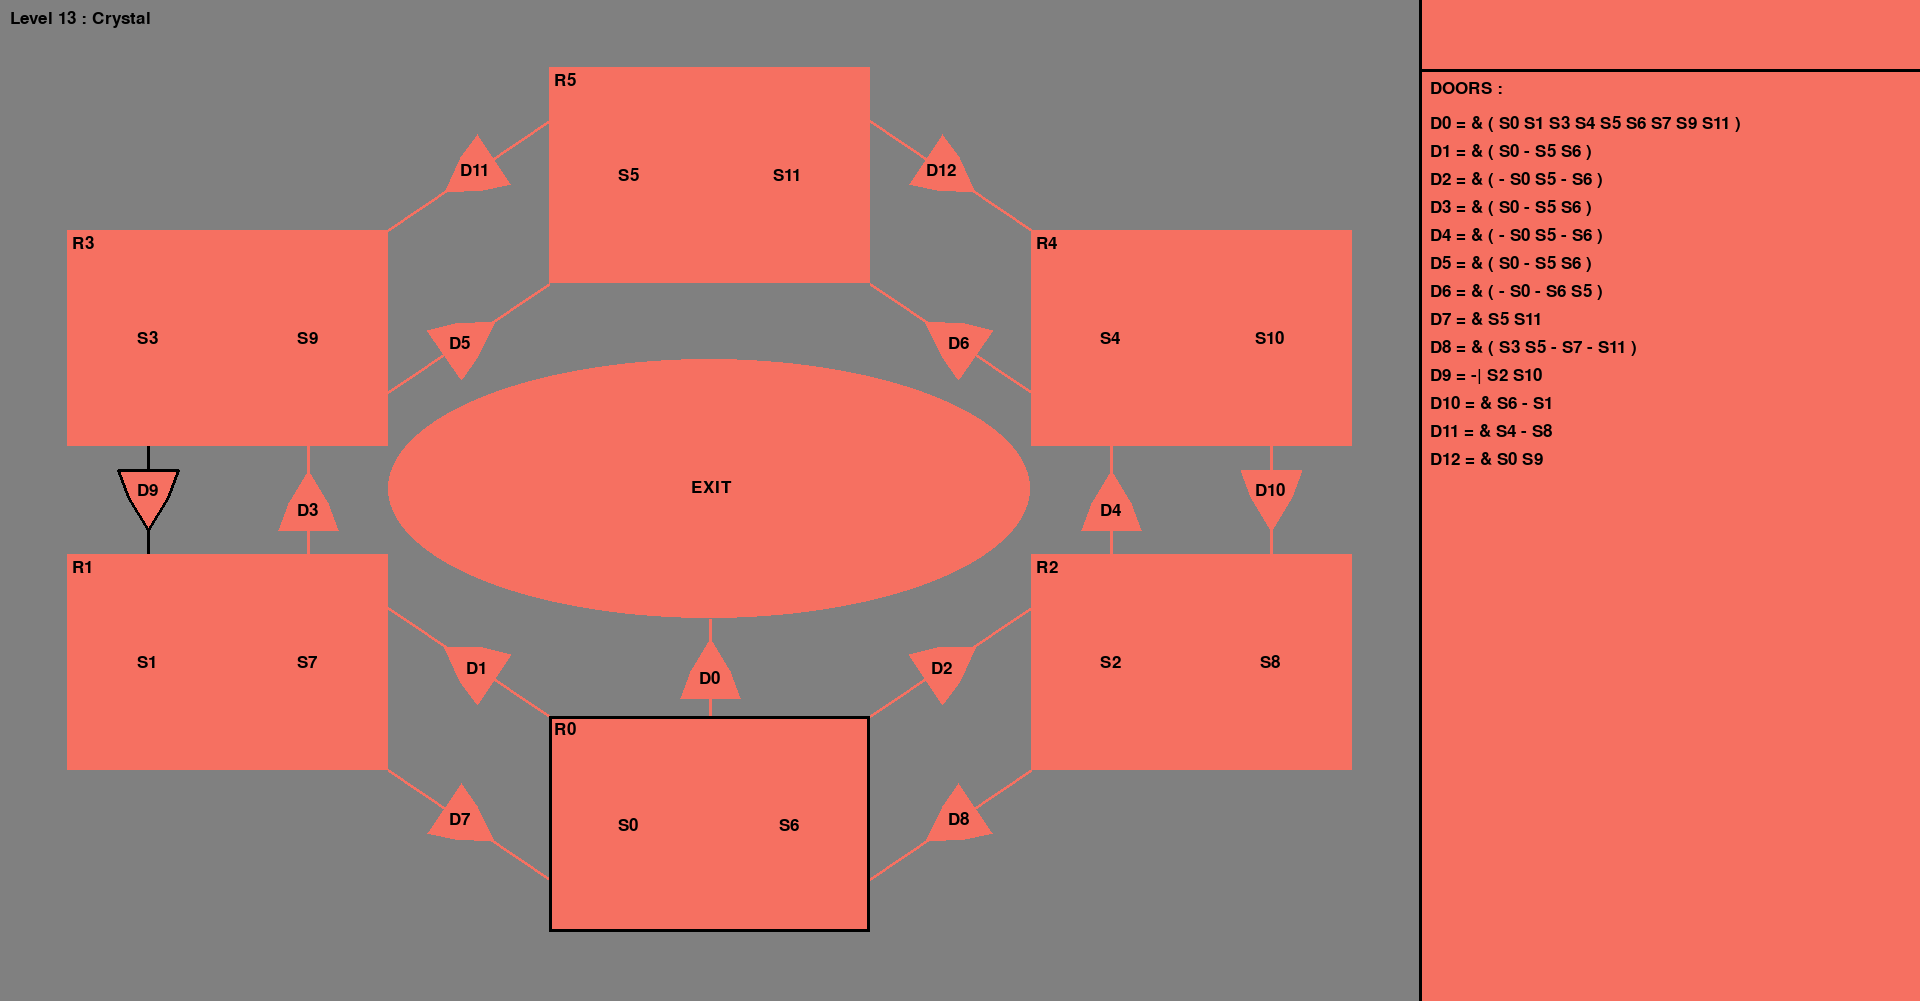 Level 13 : Crystal
R5
S5 S11
D11
D12
R3
S3 S9
R4
S4 S10
D5
D6
EXIT
D9
D3
D4
D10
R1
S1 S7
R2
S2 S8
D1
D0
D2
R0
S0 S6
D7
D8
DOORS :
D0 = & ( S0 S1 S3 S4 S5 S6 S7 S9 S11 )
D1 = & ( S0 - S5 S6 )
D2 = & ( - S0 S5 - S6 )
D3 = & ( S0 - S5 S6 )
D4 = & ( - S0 S5 - S6 )
D5 = & ( S0 - S5 S6 )
D6 = & ( - S0 - S6 S5 )
D7 = & S5 S11
D8 = & ( S3 S5 - S7 - S11 )
D9 = -| S2 S10
D10 = & S6 - S1
D11 = & S4 - S8
D12 = & S0 S9